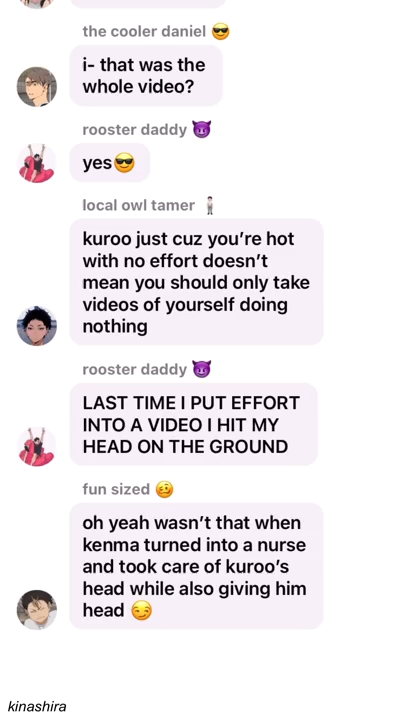 the cooler daniel 😎
i- that was the
whole video?
rooster daddy 😈
yes😎
local owl tamer 🧍🏻‍♂️
kuroo just cuz you’re hot
with no effort doesn’t
mean you should only take
videos of yourself doing
nothing
rooster daddy 😈
LAST TIME I PUT EFFORT
INTO A VIDEO I HIT MY
HEAD ON THE GROUND
fun sized 🥴
oh yeah wasn’t that when
kenma turned into a nurse
and took care of kuroo’s
head while also giving him
head 😏
kinashira